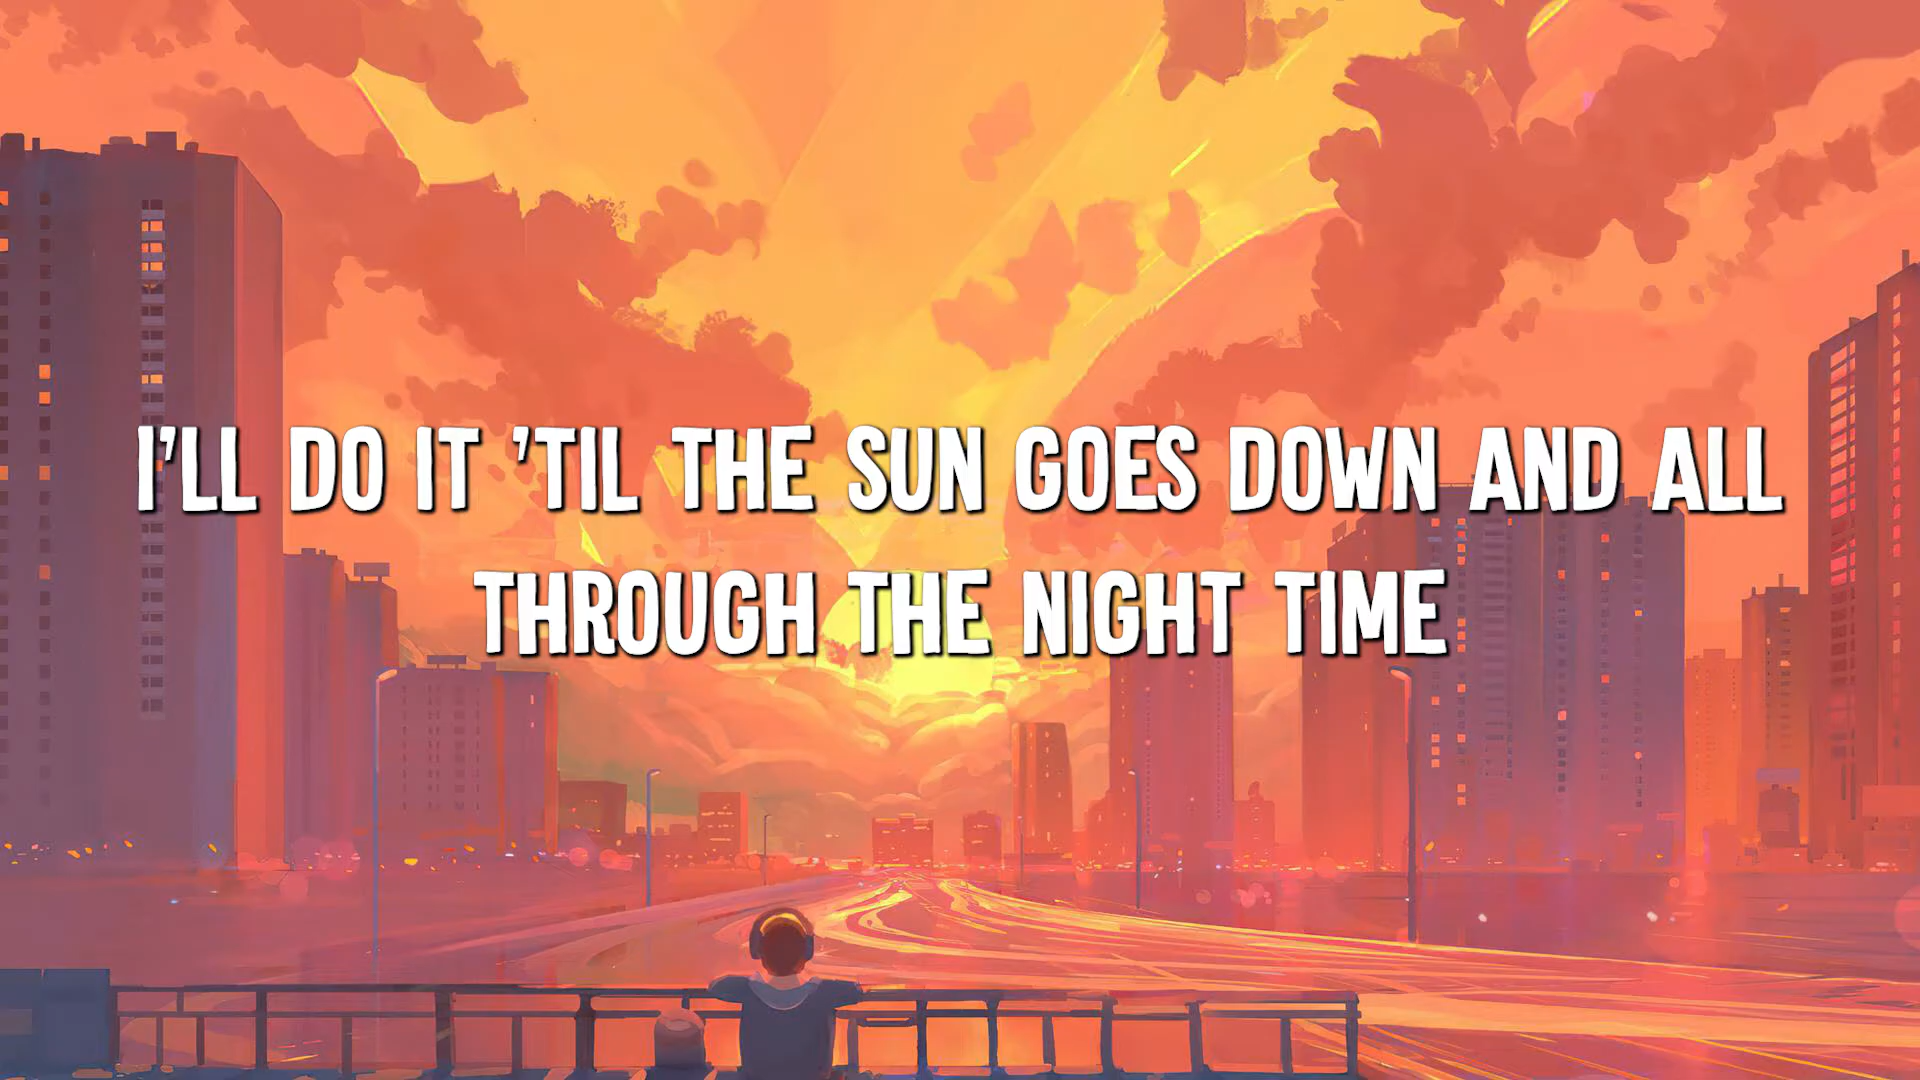 I'LL DO IT 'TIL THE SUN GOES DOWN AND ALL
THROUGH THE NIGHT TIME